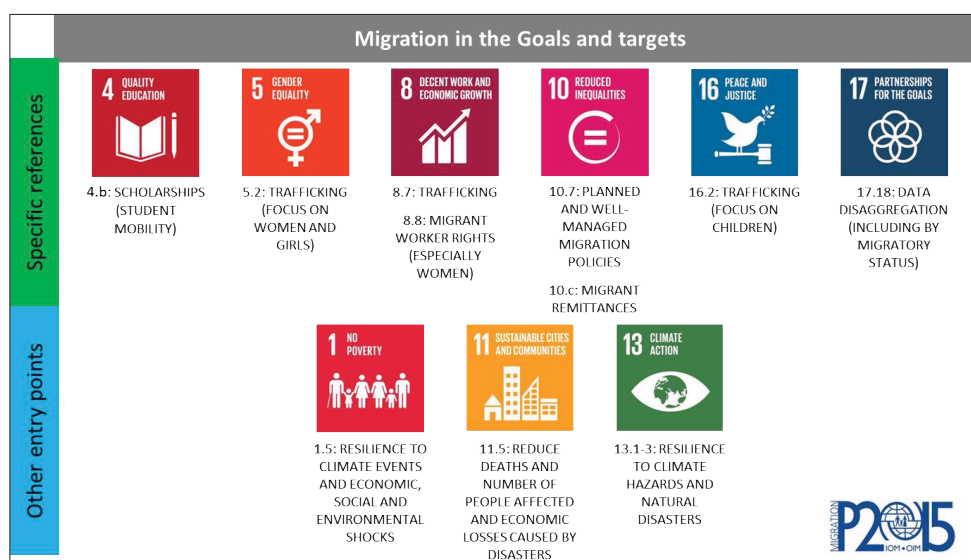 Migration in the Goals and targets
Specific references
4 QUALITY
EDUCATION
4.b: SCHOLARSHIPS
(STUDENT
MOBILITY)
5 GENDER
EQUALITY
5.2: TRAFFICKING
(FOCUS ON
WOMEN AND
GIRLS)
8 DECENT WORK AND
ECONOMIC GROWTH
8.7: TRAFFICKING
8.8: MIGRANT
WORKER RIGHTS
(ESPECIALLY
WOMEN)
10 REDUCED
INEQUALITIES
10.7: PLANNED
AND WELL-
MANAGED
MIGRATION
POLICIES
10.c: MIGRANT
REMITTANCES
16 PEACE AND
JUSTICE
16.2: TRAFFICKING
(FOCUS ON
CHILDREN)
17 PARTNERSHIPS
FOR THE GOALS
17.18: DATA
DISAGGREGATION
(INCLUDING BY
MIGRATORY
STATUS)
Other entry points
1 NO
POVERTY
1.5: RESILIENCE TO
CLIMATE EVENTS
AND ECONOMIC,
SOCIAL AND
ENVIRONMENTAL
SHOCKS
11 SUSTAINABLE CITIES
AND COMMUNITIES
11.5: REDUCE
DEATHS AND
NUMBER OF
PEOPLE AFFECTED
AND ECONOMIC
LOSSES CAUSED BY
DISASTERS
13 CLIMATE
ACTION
13.1-3: RESILIENCE
TO CLIMATE
HAZARDS AND
NATURAL
DISASTERS
MIGRATION
P2015
IOM•OIM